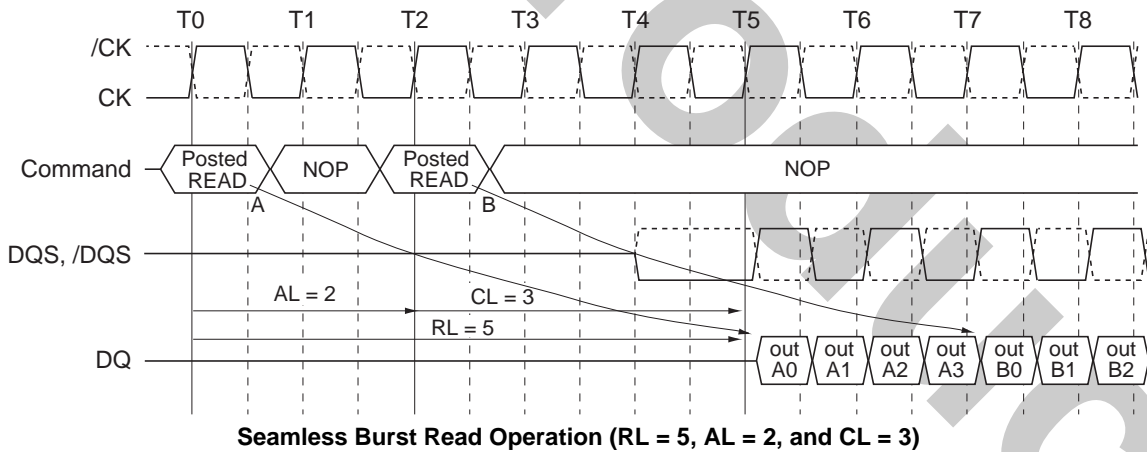 T0 T1 T2 T3 T4 T5 T6 T7 T8
/CK
CK
Command
Posted
READ
NOP
Posted
READ
NOP
A
B
DQS, /DQS
AL = 2
CL = 3
RL = 5
DQ
out
A0
out
A1
out
A2
out
A3
out
B0
out
B1
out
B2
Seamless Burst Read Operation (RL = 5, AL = 2, and CL = 3)